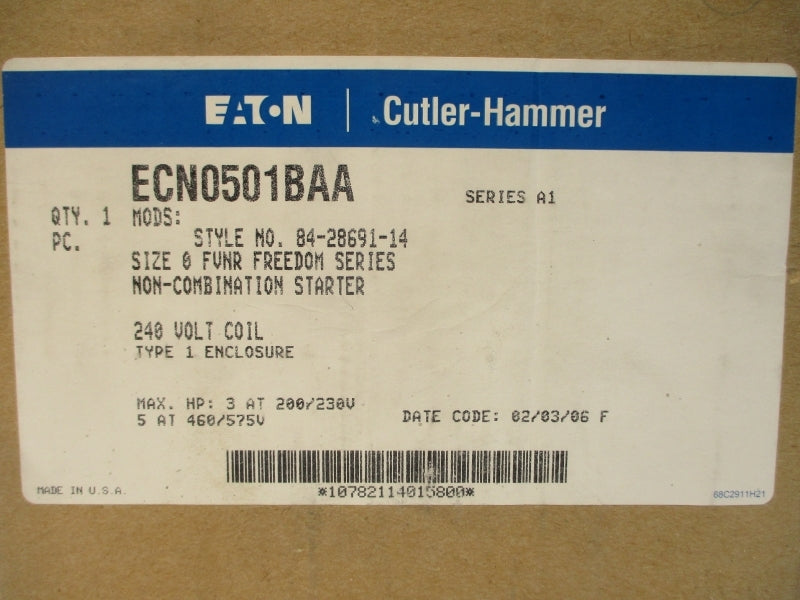 EATON | Cutler-Hammer
ECN0501BAA
SERIES A1
QTY. 1 MODS:
PC.
STYLE NO. 84-28691-14
SIZE 0 FVNR FREEDOM SERIES
NON-COMBINATION STARTER
240 VOLT COIL
TYPE 1 ENCLOSURE
MAX. HP: 3 AT 200/230V
5 AT 460/575V
DATE CODE: 02/03/06 F
*10782114015800*
MADE IN U.S.A.
68C2911H21